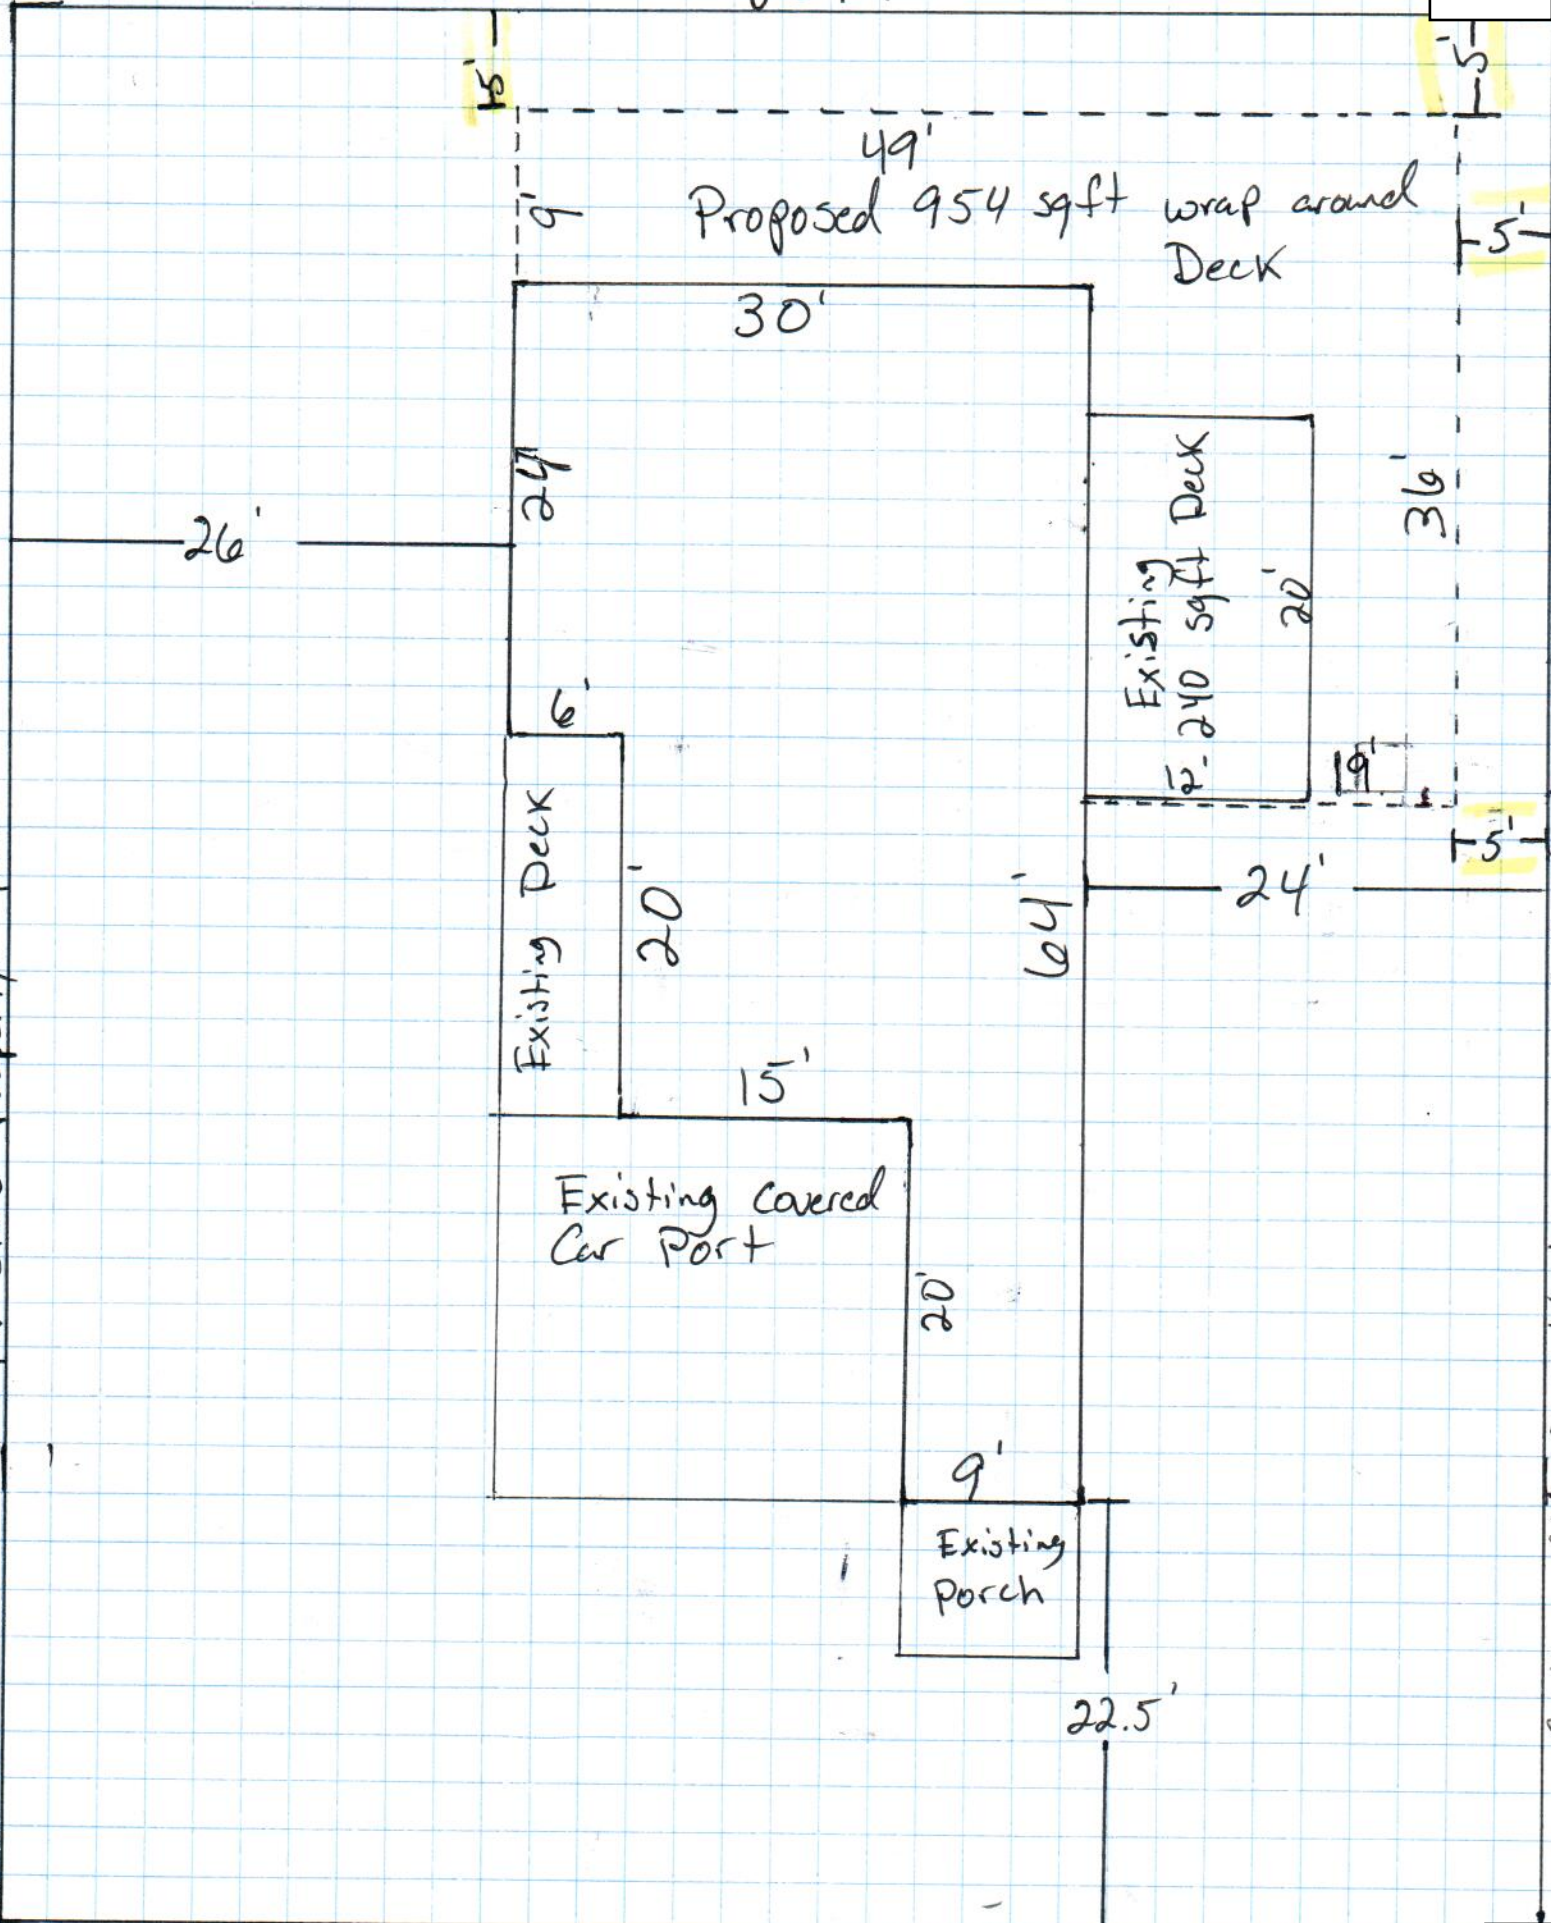 5'
5'
49'
9'
Proposed 954 sqft wrap around
Deck
5'
30'
24'
36'
26'
Existing
240 sqft Deck
20'
12'
6'
19'
5'
24'
Existing Deck
20'
64'
15'
Existing Covered
Car Port
20'
9'
Existing
Porch
22.5'